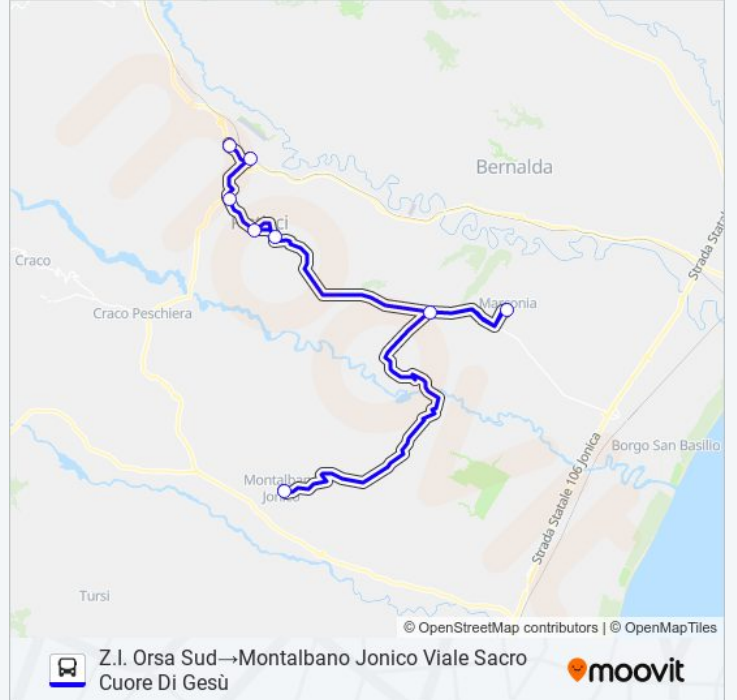 Bernalda
Strada Statale
Craco
Marconia
Craco Peschiera
Borgo San Basilio
Montalbano
Jonico
Strada Statale 106 Jonica
Tursi
moovit
© OpenStreetMap contributors | © OpenMapTiles
Z.I. Orsa Sud→Montalbano Jonico Viale Sacro
Cuore Di Gesù
moovit